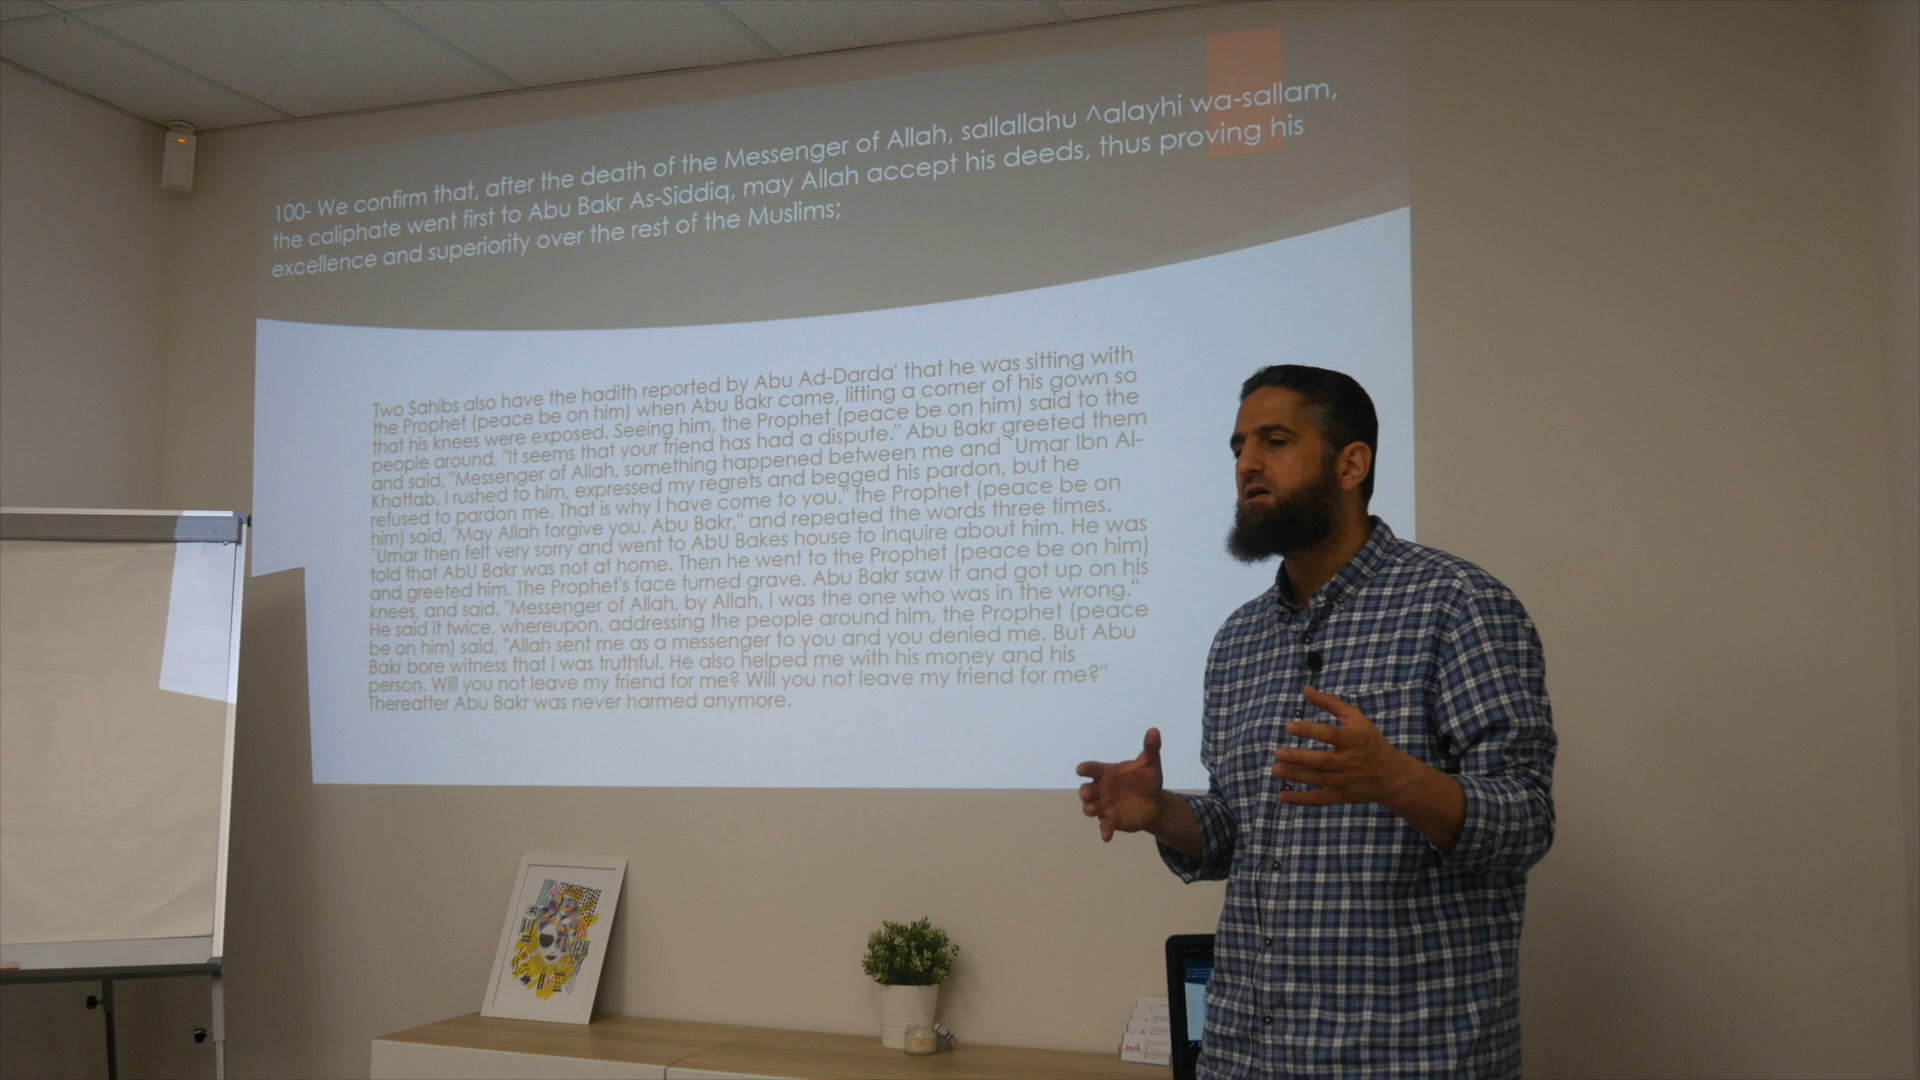 100- We confirm that, after the death of the Messenger of Allah, sallallahu ^alayhi wa-sallam,
the caliphate went first to Abu Bakr As-Siddiq, may Allah accept his deeds, thus proving his
excellence and superiority over the rest of the Muslims;
Two Sahibs also have the hadith reported by Abu Ad-Darda' that he was sitting with
the Prophet (peace be on him) when Abu Bakr came, lifting a corner of his gown so
that his knees were exposed. Seeing him, the Prophet (peace be on him) said to the
people around, "It seems that your friend has had a dispute." Abu Bakr greeted them
and said, "Messenger of Allah, something happened between me and `Umar Ibn Al-
Khattab. I rushed to him, expressed my regrets and begged his pardon, but he
refused to pardon me. That is why I have come to you." the Prophet (peace be on
him) said, "May Allah forgive you, Abu Bakr," and repeated the words three times.
`Umar then felt very sorry and went to AbU Bakes house to inquire about him. He was
told that AbU Bakr was not at home. Then he went to the Prophet (peace be on him)
and greeted him. The Prophet's face turned grave. Abu Bakr saw it and got up on his
knees, and said, "Messenger of Allah, by Allah, I was the one who was in the wrong."
He said it twice, whereupon, addressing the people around him, the Prophet (peace
be on him) said, "Allah sent me as a messenger to you and you denied me. But Abu
Bakr bore witness that I was truthful. He also helped me with his money and his
person. Will you not leave my friend for me? Will you not leave my friend for me?"
Thereafter Abu Bakr was never harmed anymore.